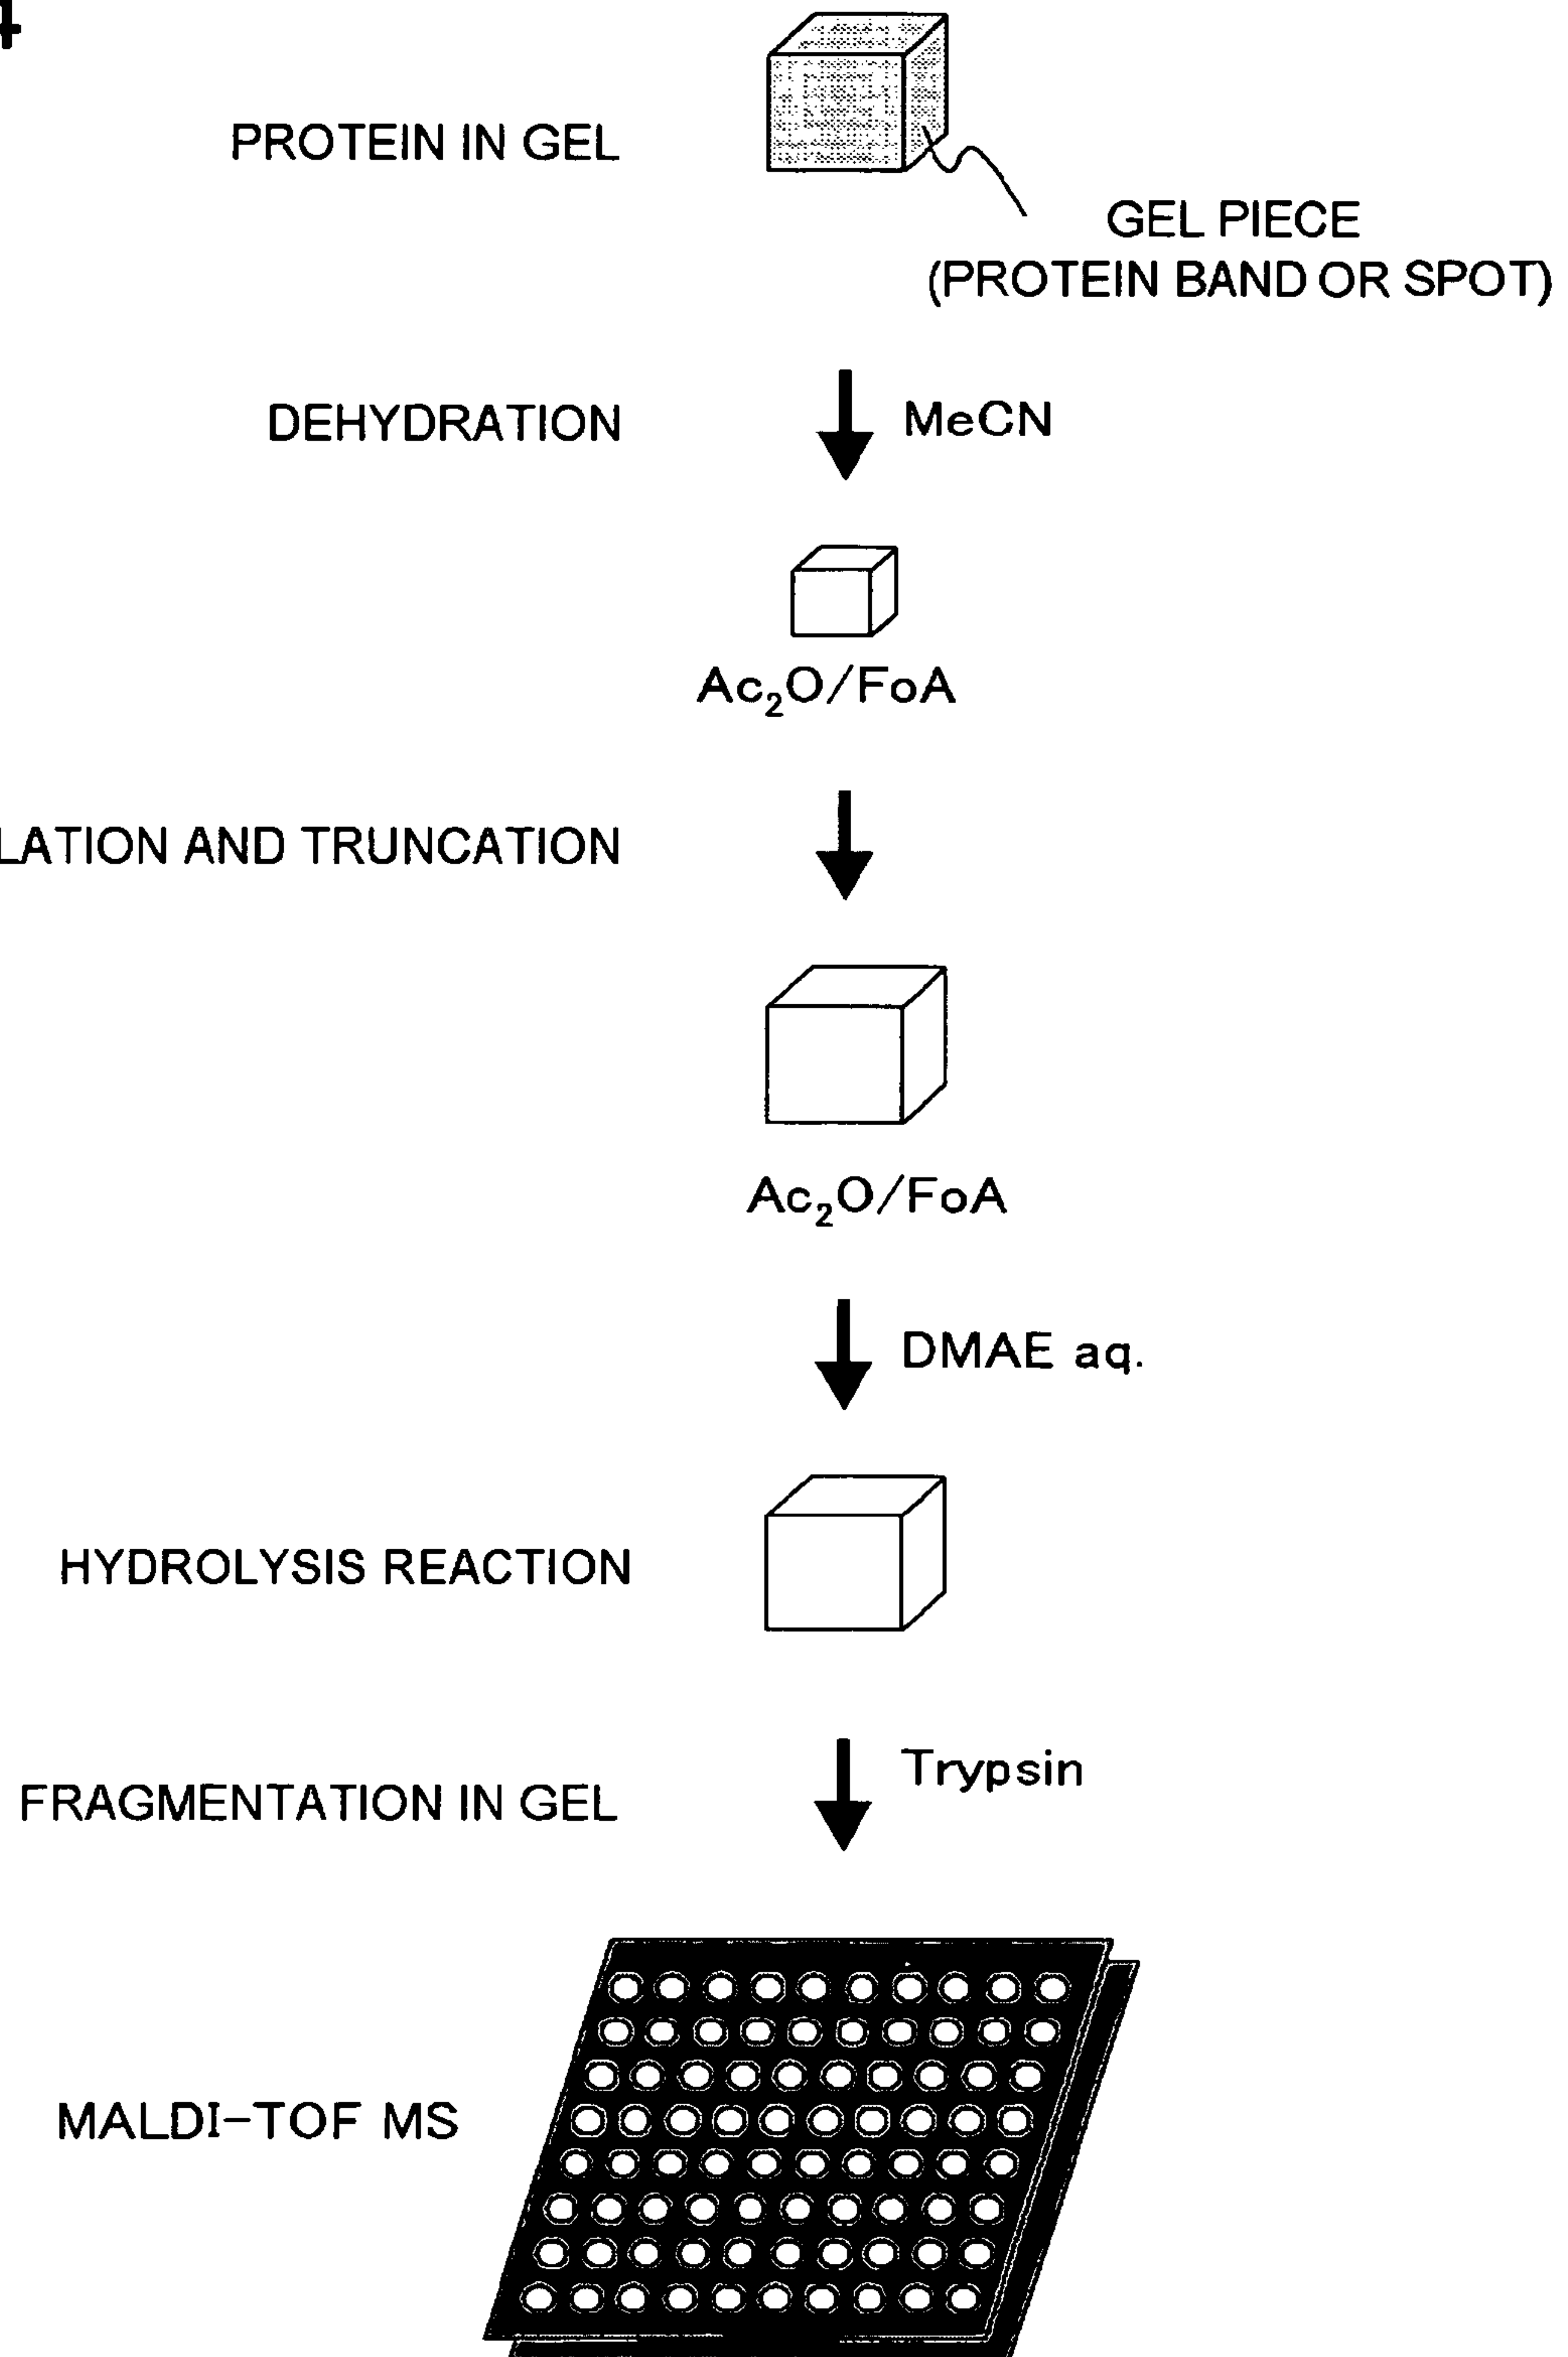 4
PROTEIN IN GEL
GEL PIECE
(PROTEIN BAND OR SPOT)
DEHYDRATION
MeCN
Ac₂O/FoA
LATION AND TRUNCATION
Ac₂O/FoA
DMAE aq.
HYDROLYSIS REACTION
Trypsin
FRAGMENTATION IN GEL
MALDI-TOF MS